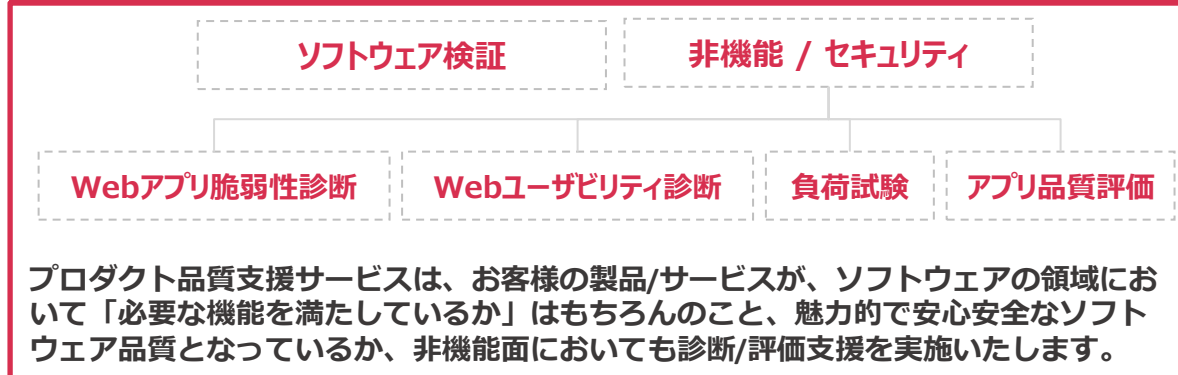 ソフトウェア検証
非機能 / セキュリティ
Webアプリ脆弱性診断
Webユーザビリティ診断
負荷試験
アプリ品質評価
プロダクト品質支援サービスは、お客様の製品/サービスが、ソフトウェアの領域にお
いて「必要な機能を満たしているか」はもちろんのこと、魅力的で安心安全なソフト
ウェア品質となっているか、非機能面においても診断/評価支援を実施いたします。